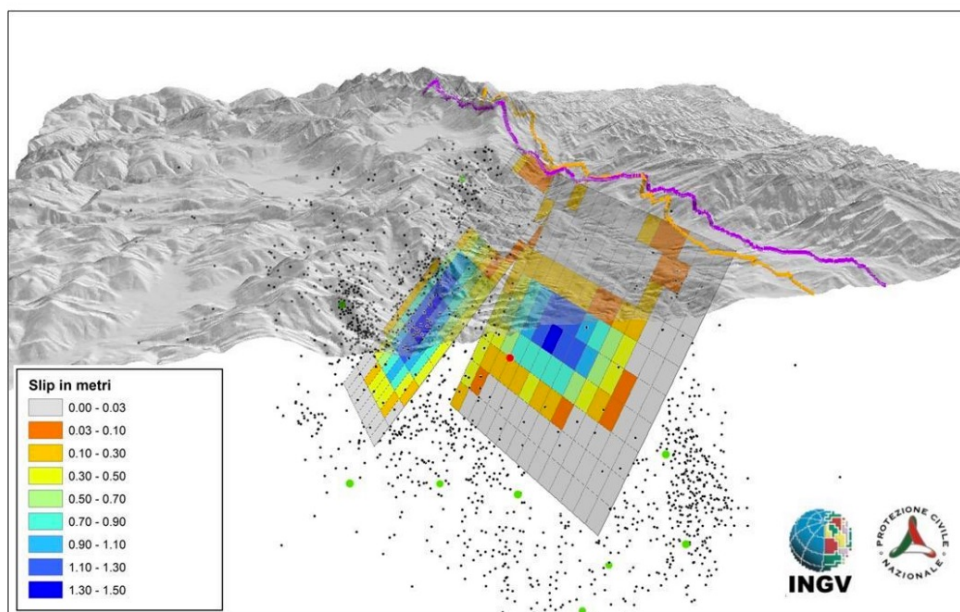 Slip in metri
0.00 - 0.03
0.03 - 0.10
0.10 - 0.30
0.30 - 0.50
0.50 - 0.70
0.70 - 0.90
0.90 - 1.10
1.10 - 1.30
1.30 - 1.50
INGV
PROTEZIONE CIVILE
NAZIONALE